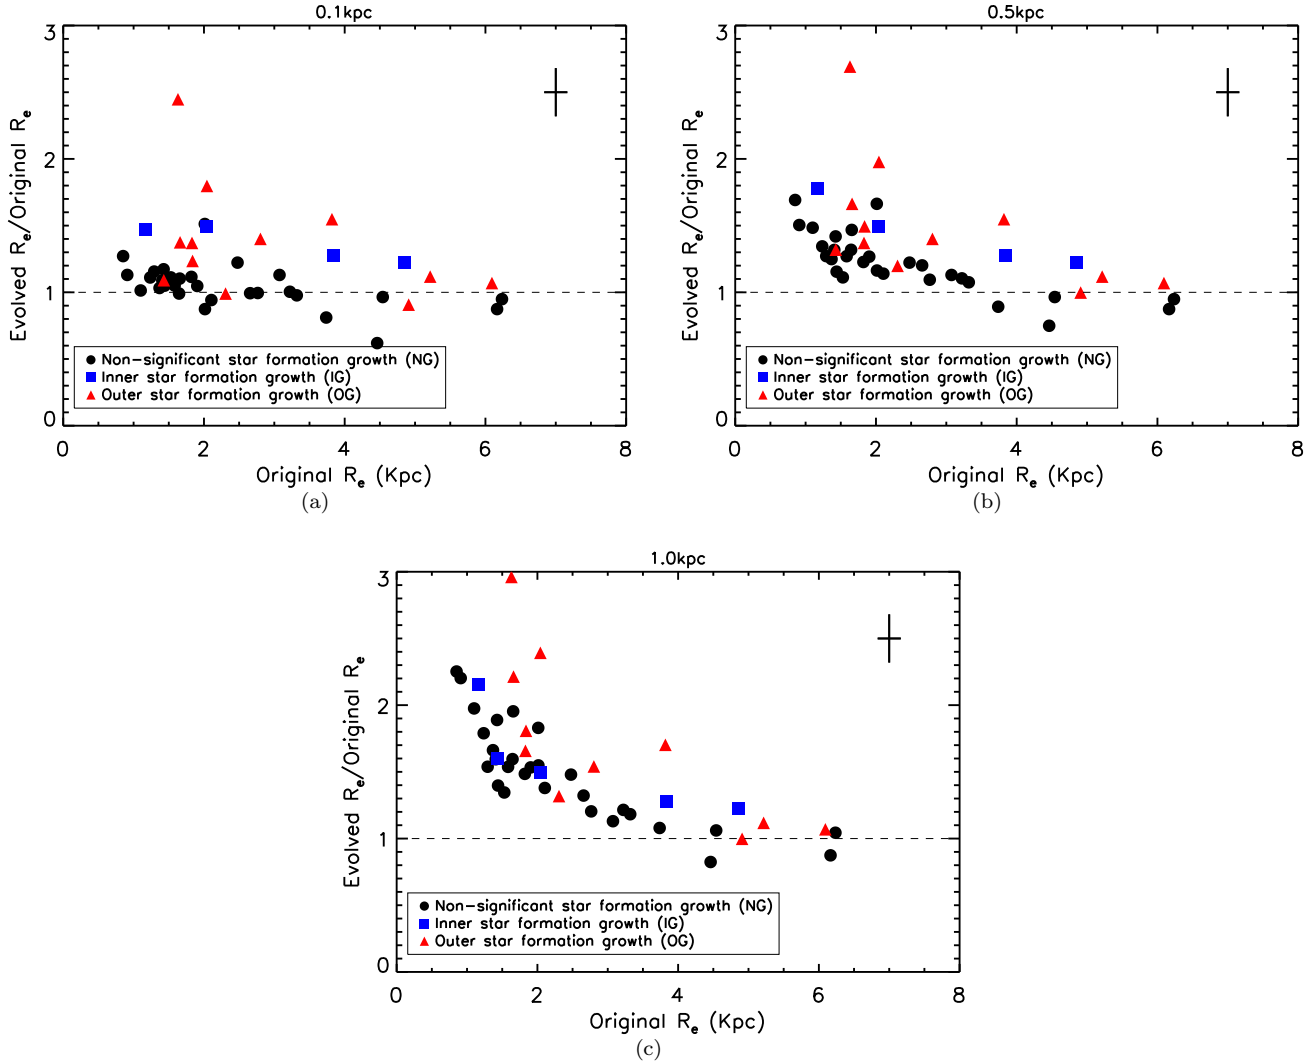 0.1kpc
3
2
1
0
Evolved Re/Original Re
Non-significant star formation growth (NG)
Inner star formation growth (IG)
Outer star formation growth (OG)
0 2 4 6 8
Original Re (Kpc)
(a)
0.5kpc
3
2
1
0
Evolved Re/Original Re
Non-significant star formation growth (NG)
Inner star formation growth (IG)
Outer star formation growth (OG)
0 2 4 6 8
Original Re (Kpc)
(b)
1.0kpc
3
2
1
0
Evolved Re/Original Re
Non-significant star formation growth (NG)
Inner star formation growth (IG)
Outer star formation growth (OG)
0 2 4 6 8
Original Re (Kpc)
(c)